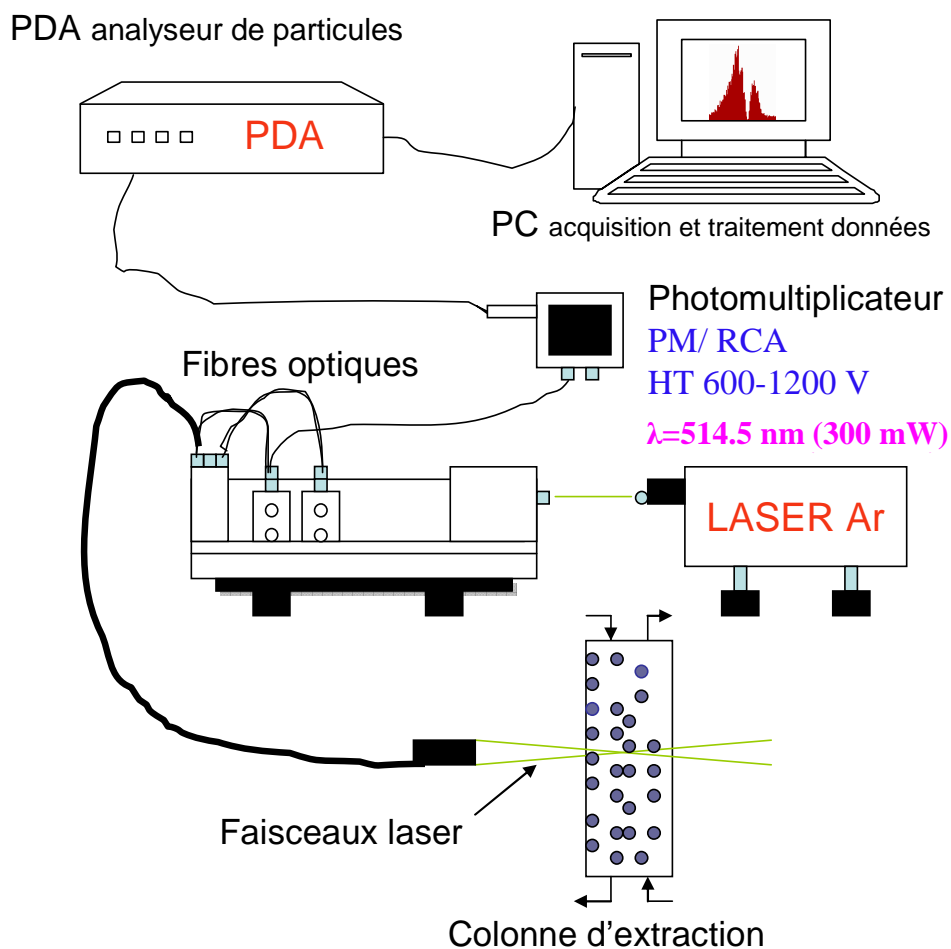 PDA analyseur de particules
PDA
PC acquisition et traitement données
Photomultiplicateur
PM/ RCA
HT 600-1200 V
λ=514.5 nm (300 mW)
Fibres optiques
LASER Ar
Faisceaux laser
Colonne d'extraction